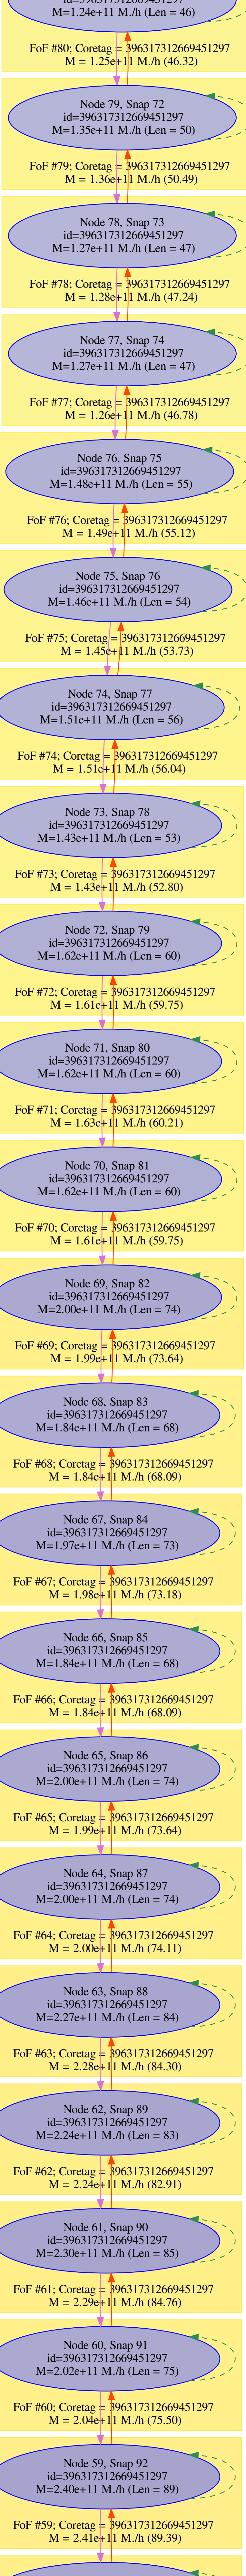 id=396317312669451297
M=1.24e+11 M./h (Len = 46)
FoF #80; Coretag = 396317312669451297
M = 1.25e+11 M./h (46.32)
Node 79, Snap 72
id=396317312669451297
M=1.35e+11 M./h (Len = 50)
FoF #79; Coretag = 396317312669451297
M = 1.36e+11 M./h (50.49)
Node 78, Snap 73
id=396317312669451297
M=1.27e+11 M./h (Len = 47)
FoF #78; Coretag = 396317312669451297
M = 1.28e+11 M./h (47.24)
Node 77, Snap 74
id=396317312669451297
M=1.27e+11 M./h (Len = 47)
FoF #77; Coretag = 396317312669451297
M = 1.26e+11 M./h (46.78)
Node 76, Snap 75
id=396317312669451297
M=1.48e+11 M./h (Len = 55)
FoF #76; Coretag = 396317312669451297
M = 1.49e+11 M./h (55.12)
Node 75, Snap 76
id=396317312669451297
M=1.46e+11 M./h (Len = 54)
FoF #75; Coretag = 396317312669451297
M = 1.45e+11 M./h (53.73)
Node 74, Snap 77
id=396317312669451297
M=1.51e+11 M./h (Len = 56)
FoF #74; Coretag = 396317312669451297
M = 1.51e+11 M./h (56.04)
Node 73, Snap 78
id=396317312669451297
M=1.43e+11 M./h (Len = 53)
FoF #73; Coretag = 396317312669451297
M = 1.43e+11 M./h (52.80)
Node 72, Snap 79
id=396317312669451297
M=1.62e+11 M./h (Len = 60)
FoF #72; Coretag = 396317312669451297
M = 1.61e+11 M./h (59.75)
Node 71, Snap 80
id=396317312669451297
M=1.62e+11 M./h (Len = 60)
FoF #71; Coretag = 396317312669451297
M = 1.63e+11 M./h (60.21)
Node 70, Snap 81
id=396317312669451297
M=1.62e+11 M./h (Len = 60)
FoF #70; Coretag = 396317312669451297
M = 1.61e+11 M./h (59.75)
Node 69, Snap 82
id=396317312669451297
M=2.00e+11 M./h (Len = 74)
FoF #69; Coretag = 396317312669451297
M = 1.99e+11 M./h (73.64)
Node 68, Snap 83
id=396317312669451297
M=1.84e+11 M./h (Len = 68)
FoF #68; Coretag = 396317312669451297
M = 1.84e+11 M./h (68.09)
Node 67, Snap 84
id=396317312669451297
M=1.97e+11 M./h (Len = 73)
FoF #67; Coretag = 396317312669451297
M = 1.98e+11 M./h (73.18)
Node 66, Snap 85
id=396317312669451297
M=1.84e+11 M./h (Len = 68)
FoF #66; Coretag = 396317312669451297
M = 1.84e+11 M./h (68.09)
Node 65, Snap 86
id=396317312669451297
M=2.00e+11 M./h (Len = 74)
FoF #65; Coretag = 396317312669451297
M = 1.99e+11 M./h (73.64)
Node 64, Snap 87
id=396317312669451297
M=2.00e+11 M./h (Len = 74)
FoF #64; Coretag = 396317312669451297
M = 2.00e+11 M./h (74.11)
Node 63, Snap 88
id=396317312669451297
M=2.27e+11 M./h (Len = 84)
FoF #63; Coretag = 396317312669451297
M = 2.28e+11 M./h (84.30)
Node 62, Snap 89
id=396317312669451297
M=2.24e+11 M./h (Len = 83)
FoF #62; Coretag = 396317312669451297
M = 2.24e+11 M./h (82.91)
Node 61, Snap 90
id=396317312669451297
M=2.30e+11 M./h (Len = 85)
FoF #61; Coretag = 396317312669451297
M = 2.29e+11 M./h (84.76)
Node 60, Snap 91
id=396317312669451297
M=2.02e+11 M./h (Len = 75)
FoF #60; Coretag = 396317312669451297
M = 2.04e+11 M./h (75.50)
Node 59, Snap 92
id=396317312669451297
M=2.40e+11 M./h (Len = 89)
FoF #59; Coretag = 396317312669451297
M = 2.41e+11 M./h (89.39)